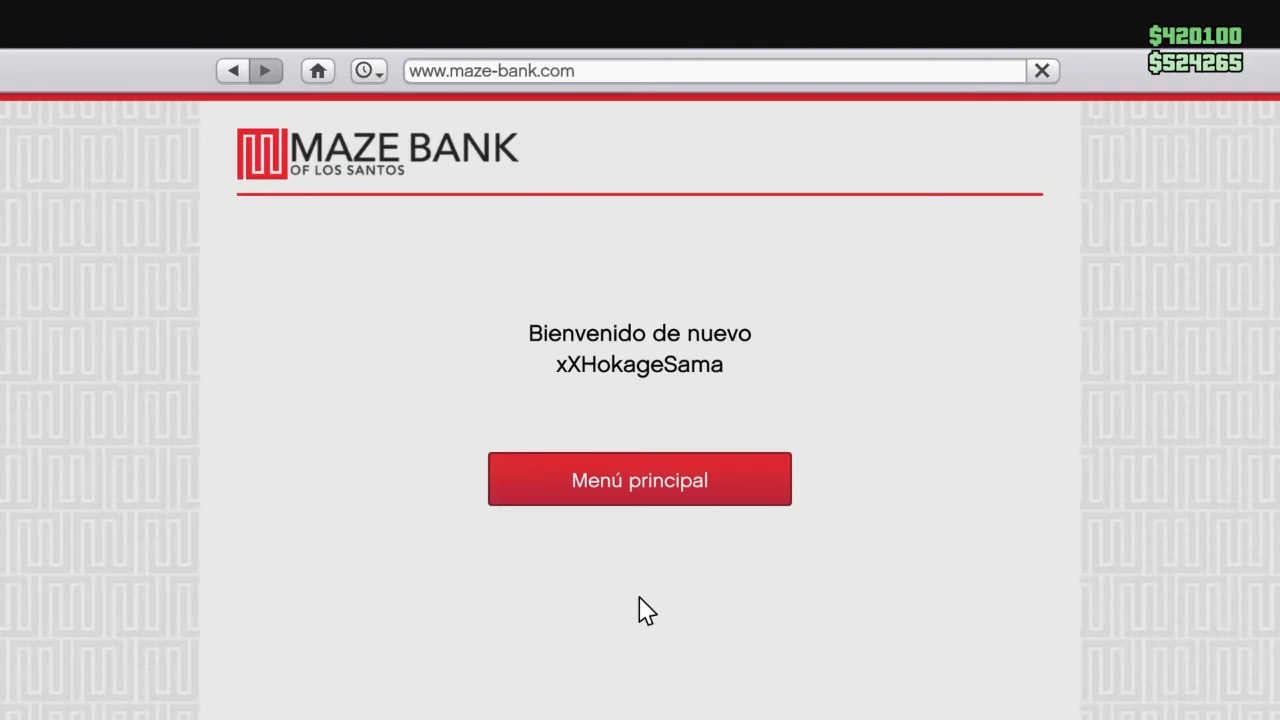 $420100
www.maze-bank.com
$524265
MAZE BANK
OF LOS SANTOS
Bienvenido de nuevo
xXHokageSama
Menú principal